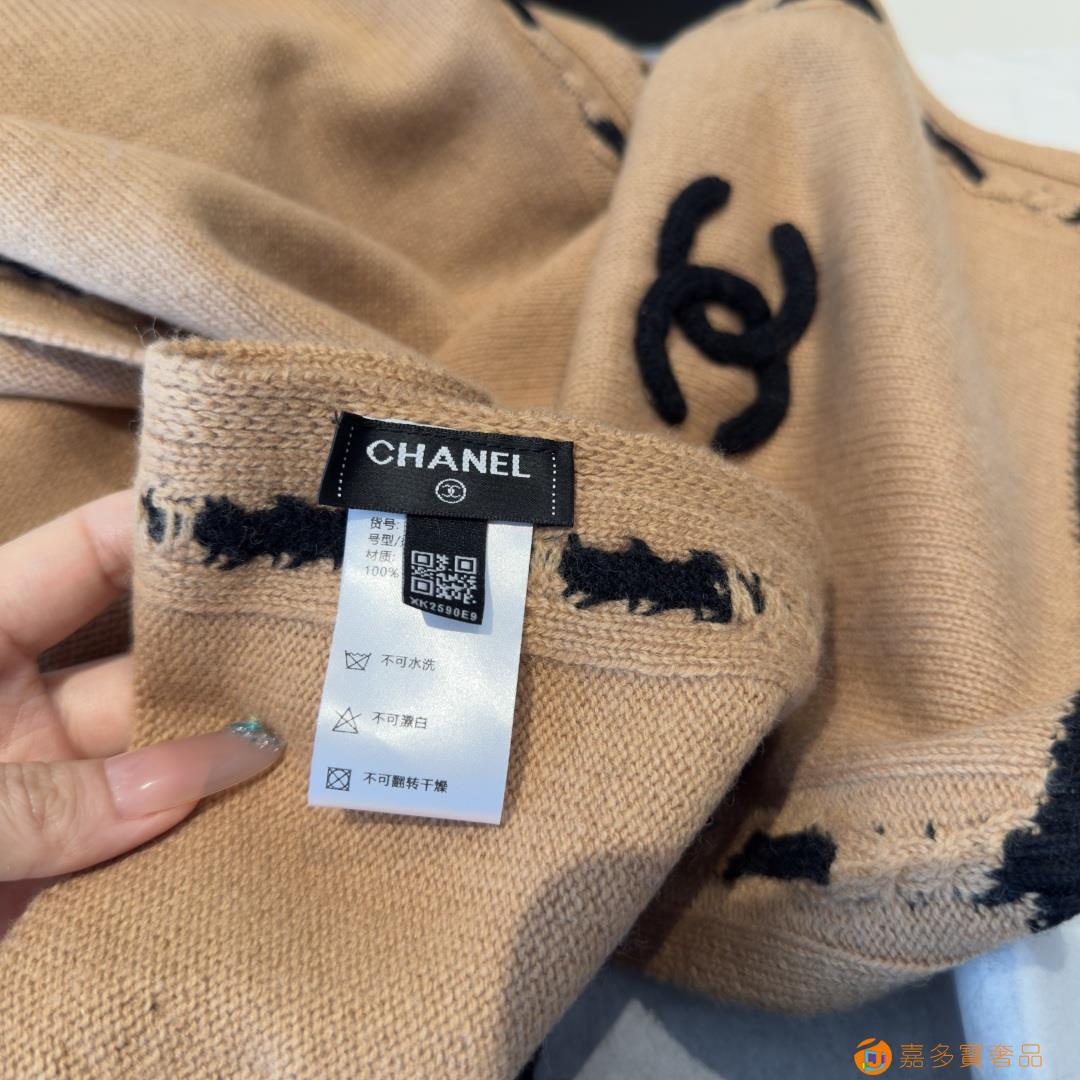 CHANEL
货号:
号型/
材质:
100%
XK2590E9
不可水洗
不可漂白
不可翻转干燥
嘉多寶奢品